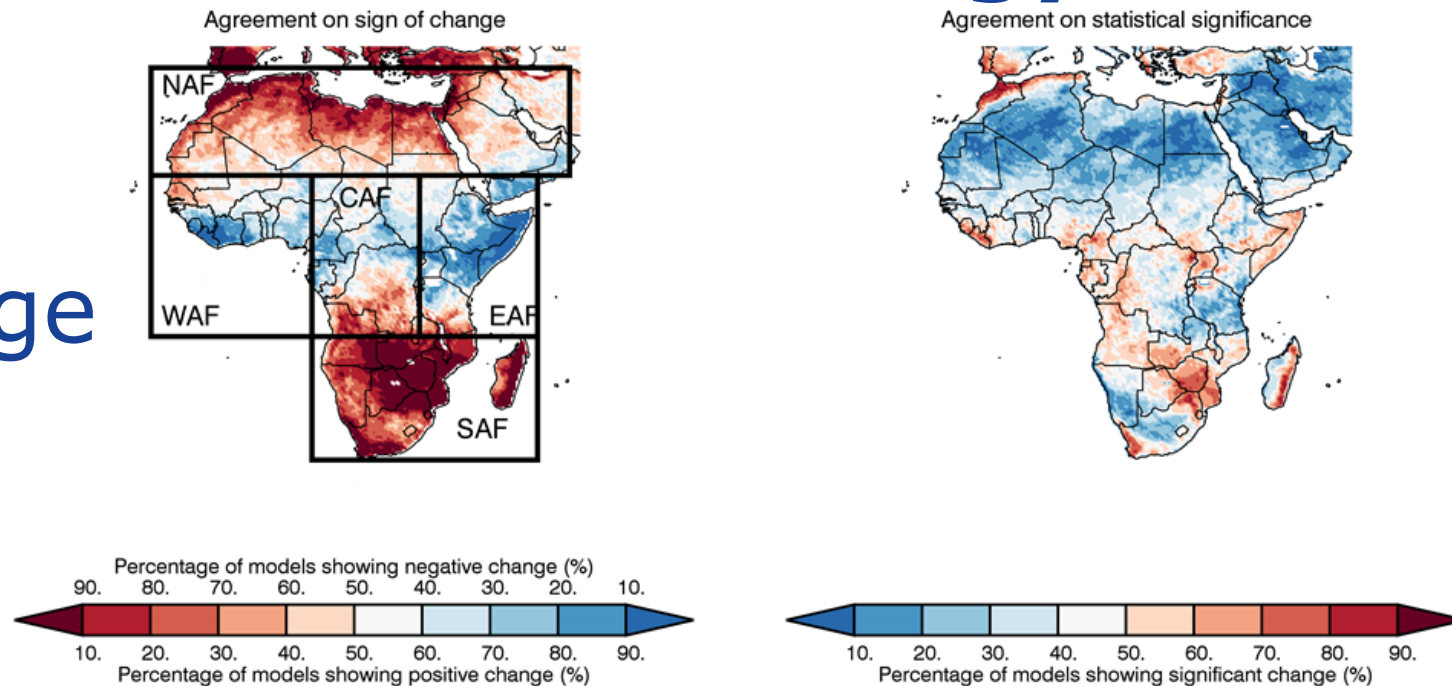 Agreement on sign of change
Agreement on statistical significance
NAF
CAF
WAF
EAF
SAF
ge
Percentage of models showing negative change (%)
90. 80. 70. 60. 50. 40. 30. 20. 10.
10. 20. 30. 40. 50. 60. 70. 80. 90.
Percentage of models showing positive change (%)
10. 20. 30. 40. 50. 60. 70. 80. 90.
Percentage of models showing significant change (%)